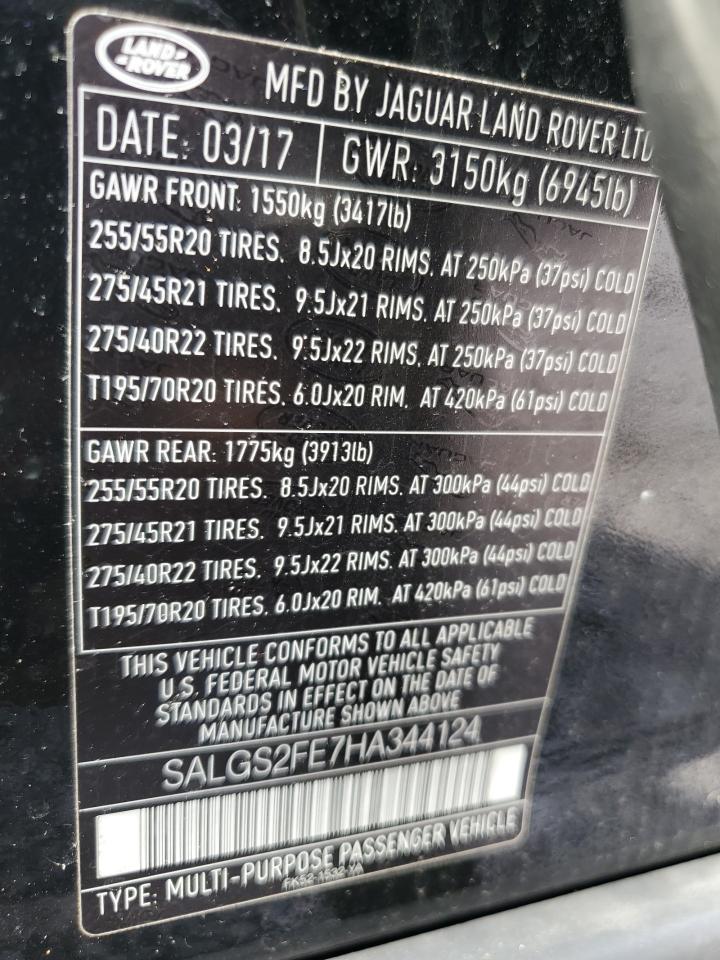 LAND-
-ROVER
MFD BY JAGUAR LAND ROVER LTD
DATE: 03/17 GWR: 3150kg (6945lb)
GAWR FRONT: 1550kg (3417lb)
255/55R20 TIRES. 8.5Jx20 RIMS. AT 250kPa (37psi) COLD
275/45R21 TIRES. 9.5Jx21 RIMS. AT 250kPa (37psi) COLD
275/40R22 TIRES. 9.5Jx22 RIMS. AT 250kPa (37psi) COLD
T195/70R20 TIRES. 6.0Jx20 RIM. AT 420kPa (61psi) COLD
GAWR REAR: 1775kg (3913lb)
255/55R20 TIRES. 8.5Jx20 RIMS. AT 300kPa (44psi) COLD
275/45R21 TIRES. 9.5Jx21 RIMS. AT 300kPa (44psi) COLD
275/40R22 TIRES. 9.5Jx22 RIMS. AT 300kPa (44psi) COLD
T195/70R20 TIRES. 6.0Jx20 RIM. AT 420kPa (61psi) COLD
THIS VEHICLE CONFORMS TO ALL APPLICABLE
U.S. FEDERAL MOTOR VEHICLE SAFETY
STANDARDS IN EFFECT ON THE DATE OF
MANUFACTURE SHOWN ABOVE
SALGS2FE7HA344124
TYPE: MULTI-PURPOSE PASSENGER VEHICLE